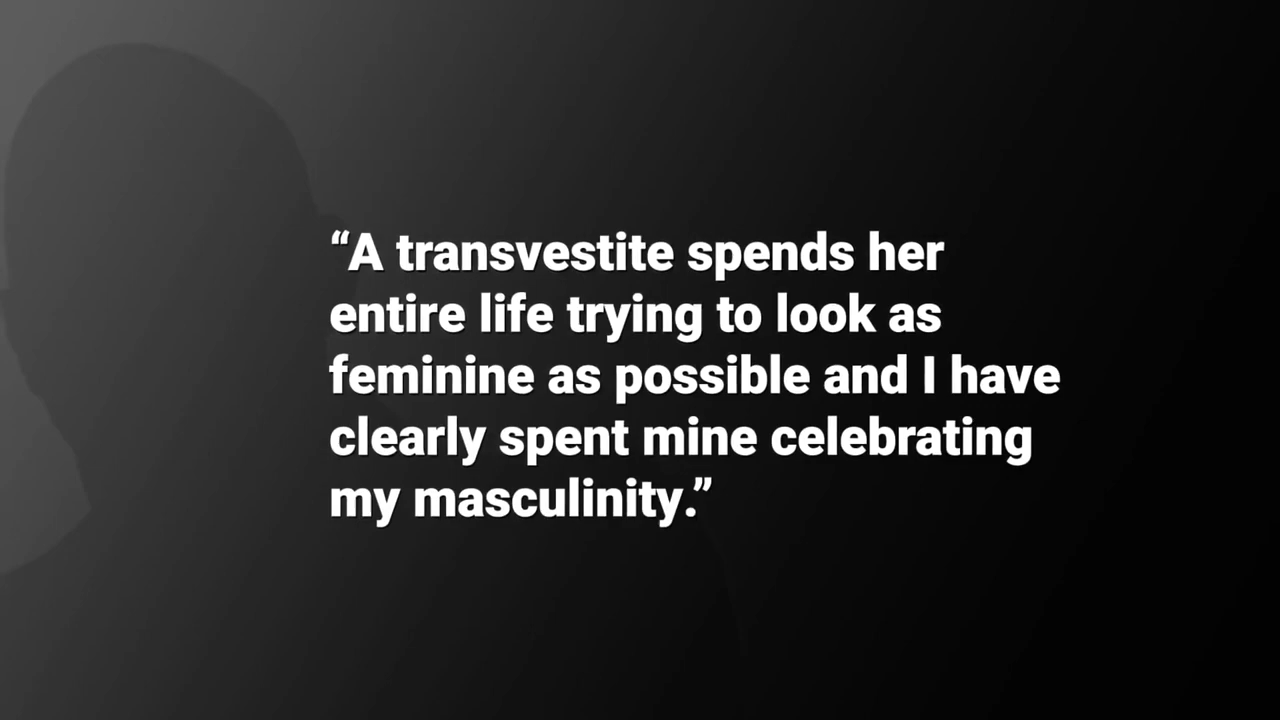 “A transvestite spends her
entire life trying to look as
feminine as possible and I have
clearly spent mine celebrating
my masculinity.”